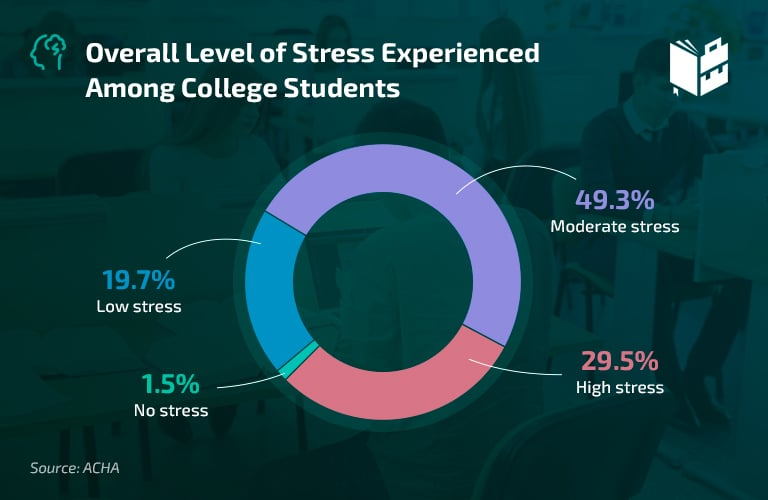 Overall Level of Stress Experienced
Among College Students
49.3%
Moderate stress
19.7%
Low stress
29.5%
High stress
1.5%
No stress
Source: ACHA